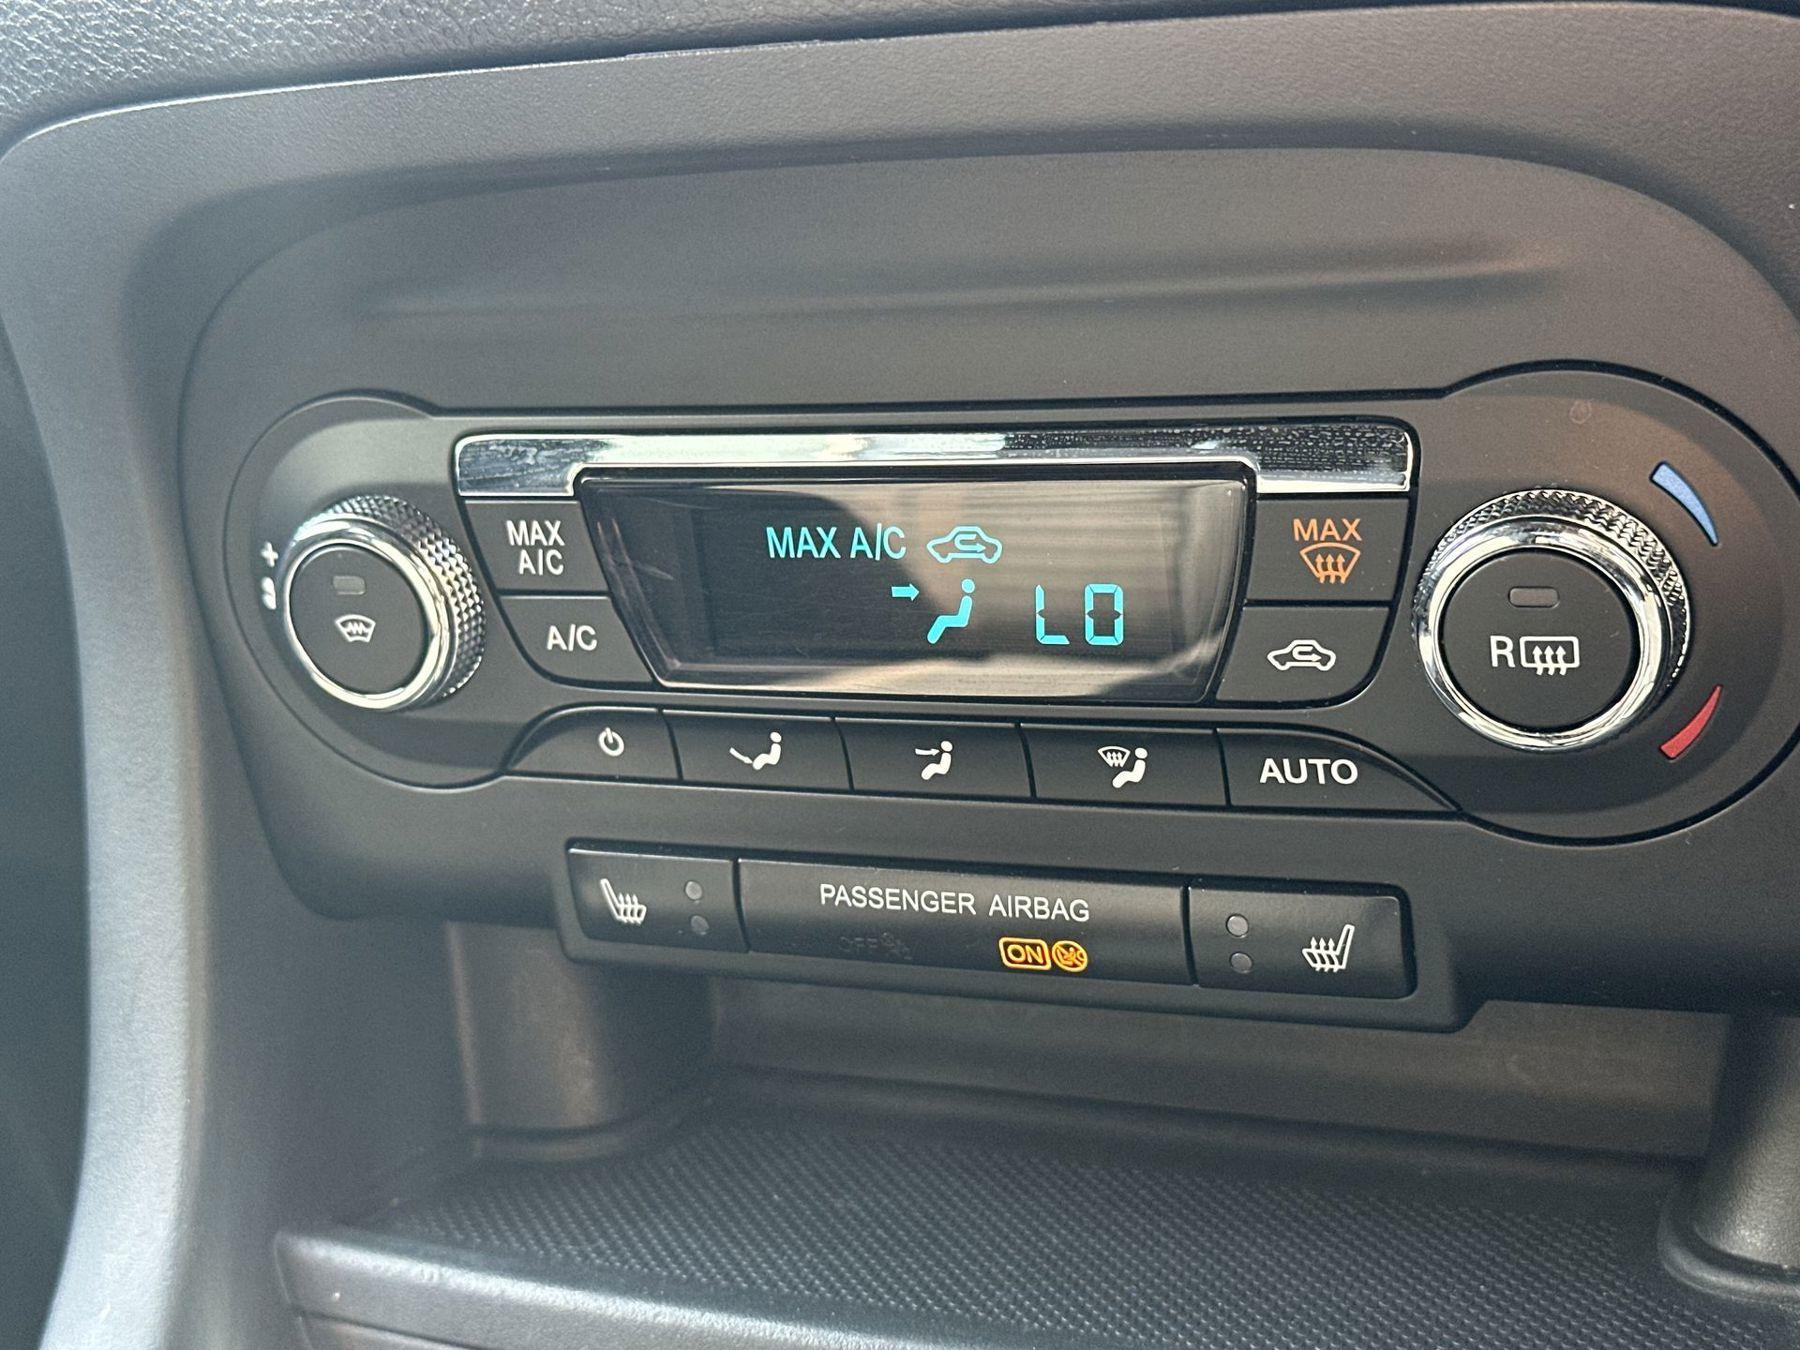 MAX
A/C
MAX A/C
MAX
A/C
LO
R
AUTO
PASSENGER AIRBAG
OFF
ON